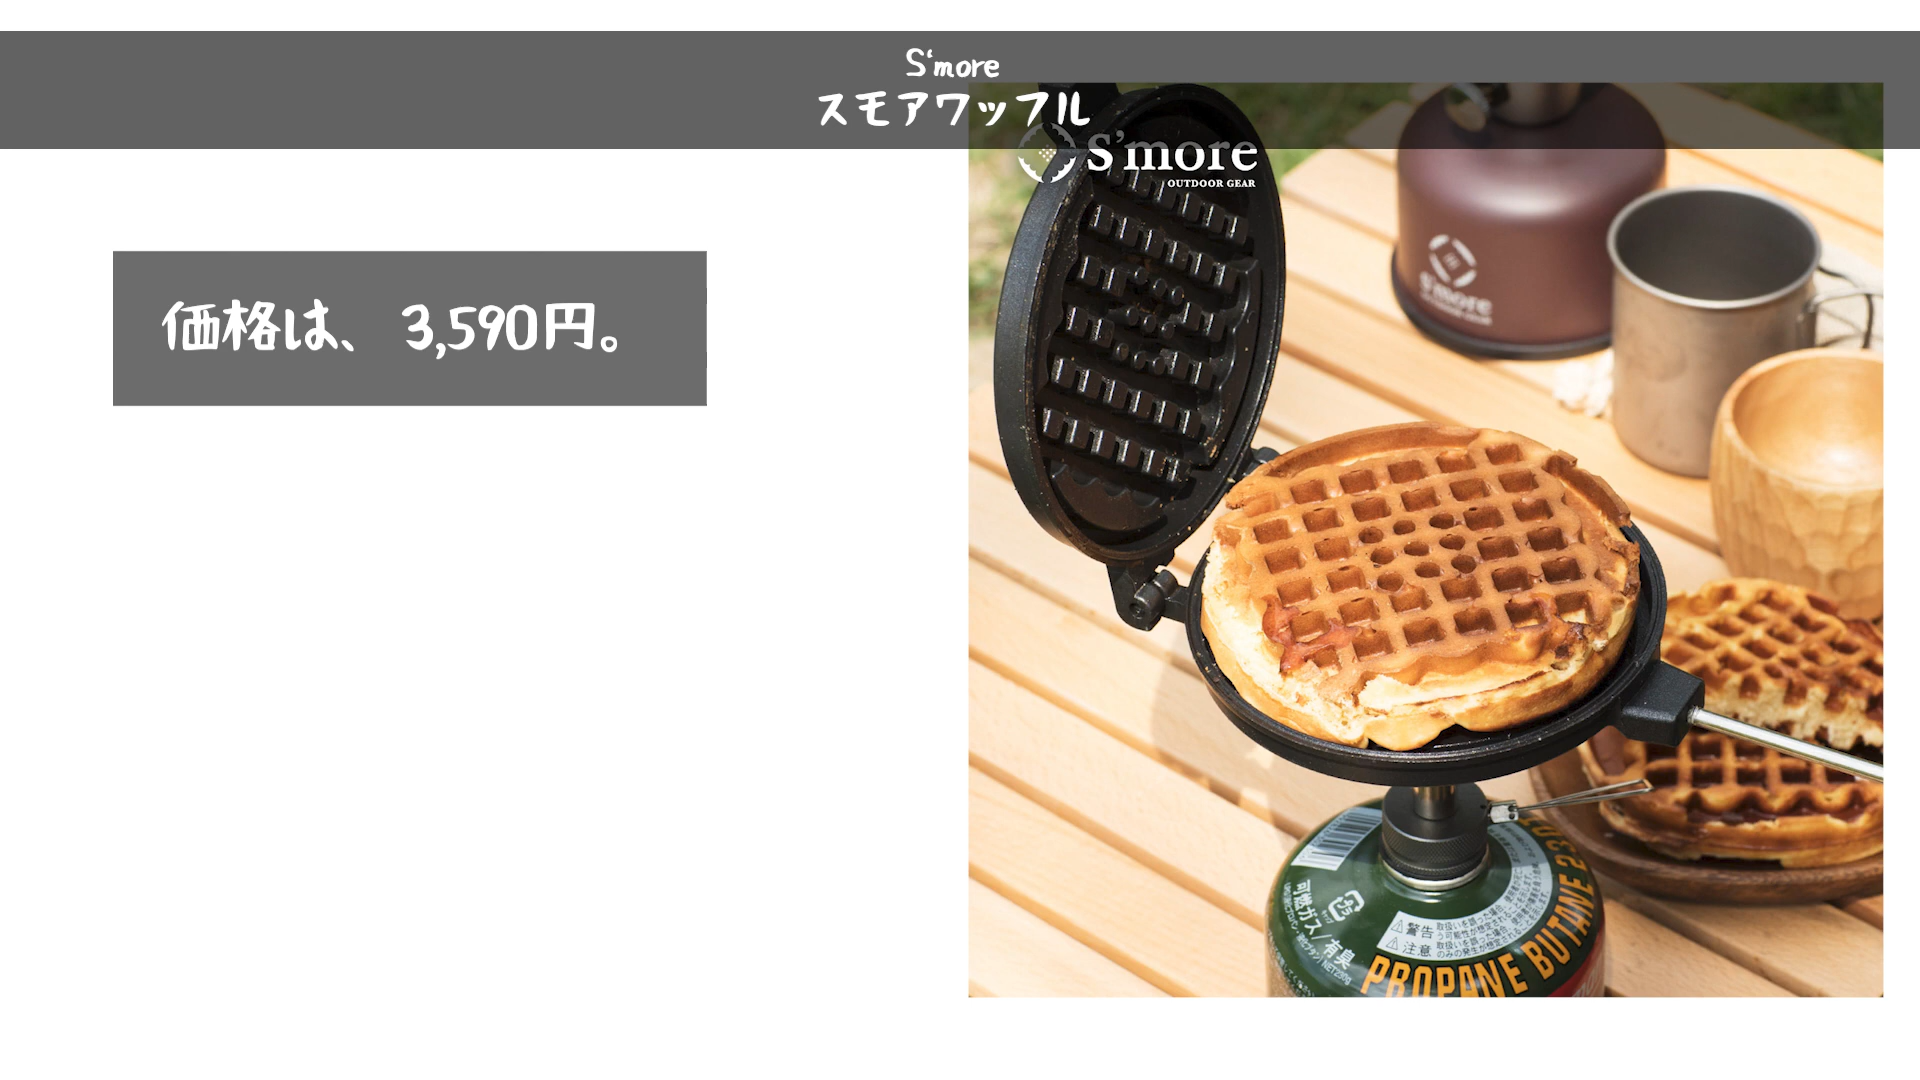 S'more
スモアワッフル
S'more
OUTDOOR GEAR
価格は、 3,590円。
S'more
可燃ガス/有臭
警告
注意
PROPANE BUTANE 230